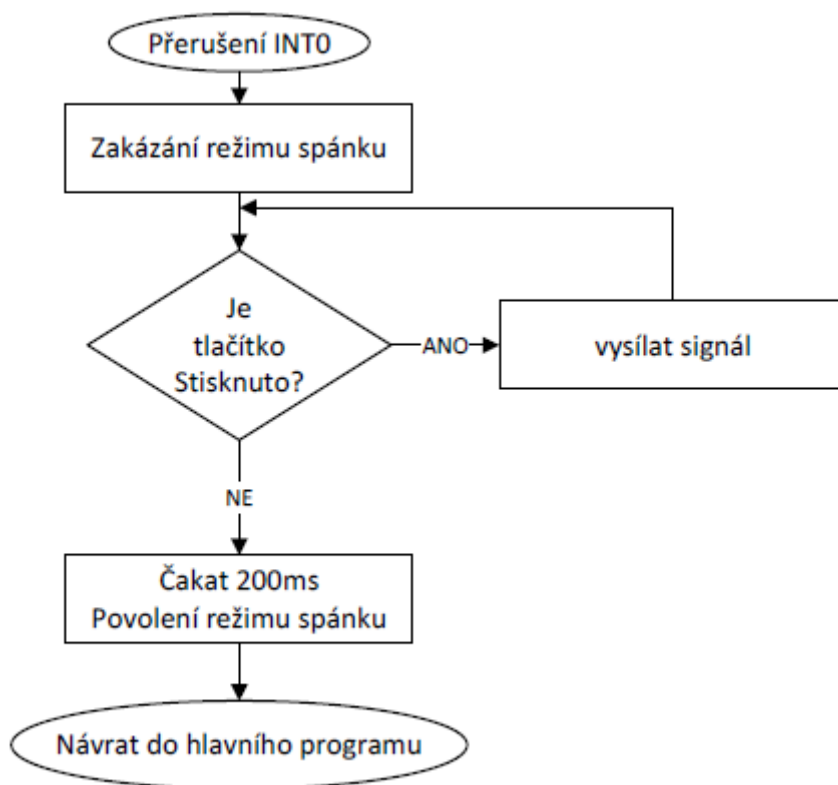 Přerušení INT0
Zakázání režimu spánku
Je
tlačítko
Stisknuto?
ANO
vysílat signál
NE
Čakat 200ms
Povolení režimu spánku
Návrat do hlavního programu